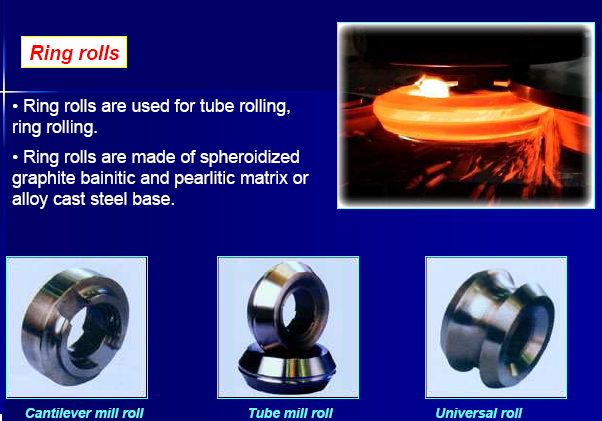 Ring rolls
• Ring rolls are used for tube rolling,
ring rolling.
• Ring rolls are made of spheroidized
graphite bainitic and pearlitic matrix or
alloy cast steel base.
Cantilever mill roll
Tube mill roll
Universal roll